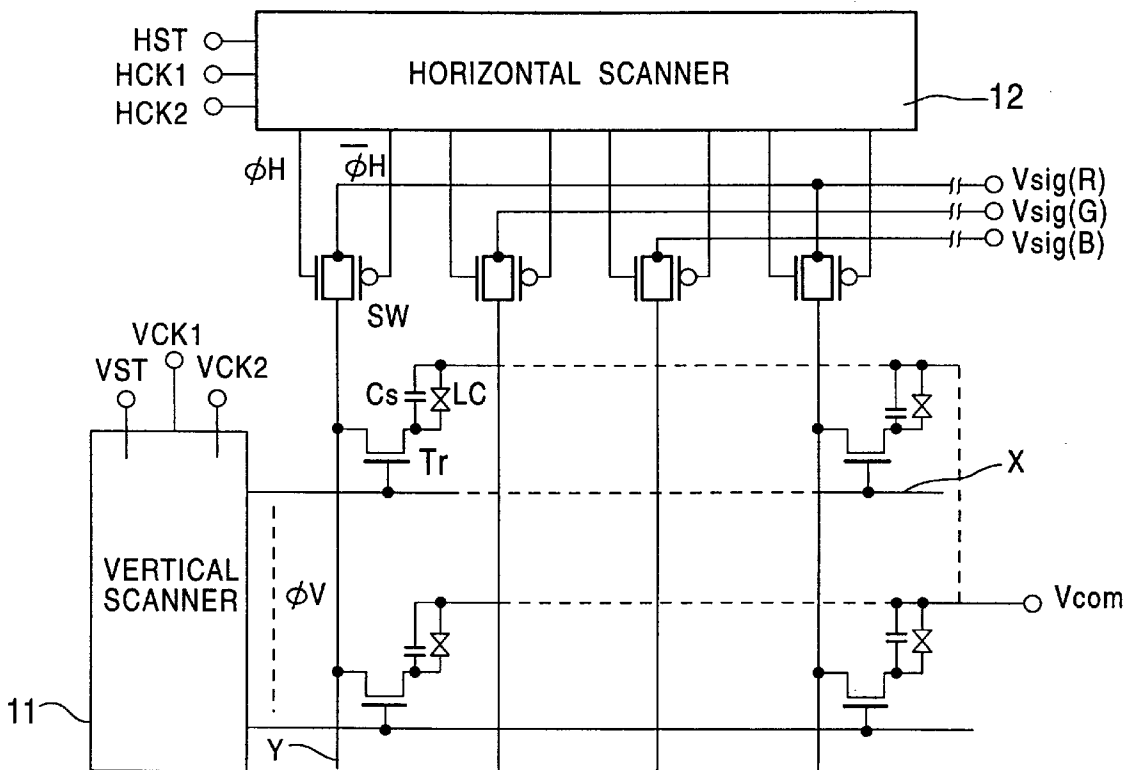 HST
HCK1
HCK2
HORIZONTAL SCANNER
12
ϕH
ϕ̅H
Vsig(R)
Vsig(G)
Vsig(B)
SW
VCK1
VST
VCK2
Cs
LC
Tr
X
VERTICAL
SCANNER
ϕV
Vcom
11
Y